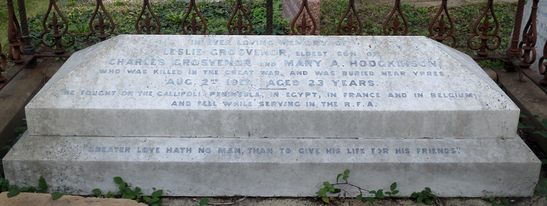 IN EVER LOVING MEMORY OF
LESLIE GROSVENOR, ELDEST SON OF
CHARLES GROSVENOR AND MARY A. HODGKINSON,
WHO WAS KILLED IN THE GREAT WAR, AND WAS BURIED NEAR YPRES
AUG. 2ND 1917. AGED 23 YEARS.
HE FOUGHT ON THE GALLIPOLI PENINSULA, IN EGYPT, IN FRANCE AND IN BELGIUM
AND FELL WHILE SERVING IN THE R.F.A.
"GREATER LOVE HATH NO MAN, THAN TO GIVE HIS LIFE FOR HIS FRIENDS."